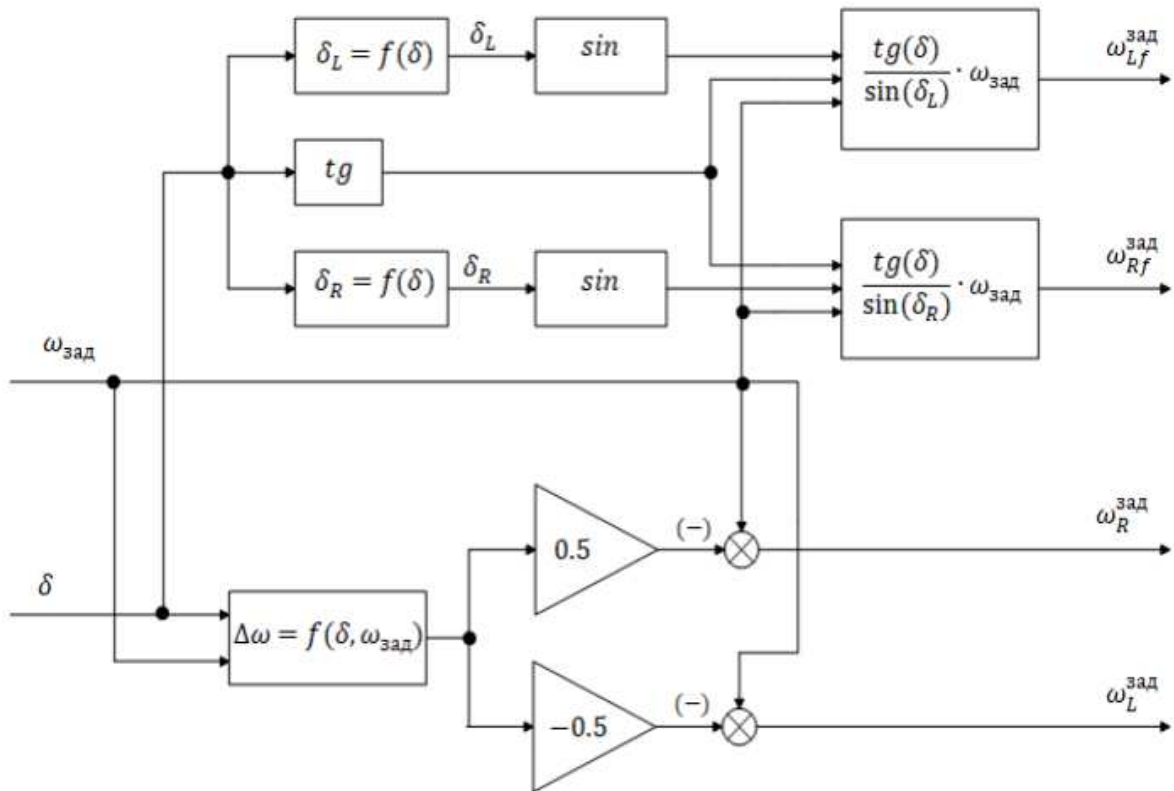 δ_L = f(δ)
δ_L
sin
tg(δ)
sin(δ_L)
· ω_зад
ω_Lf^зад
tg
δ_R = f(δ)
δ_R
sin
tg(δ)
sin(δ_R)
· ω_зад
ω_Rf^зад
ω_зад
0.5
(−)
ω_R^зад
δ
Δω = f(δ, ω_зад)
−0.5
(−)
ω_L^зад